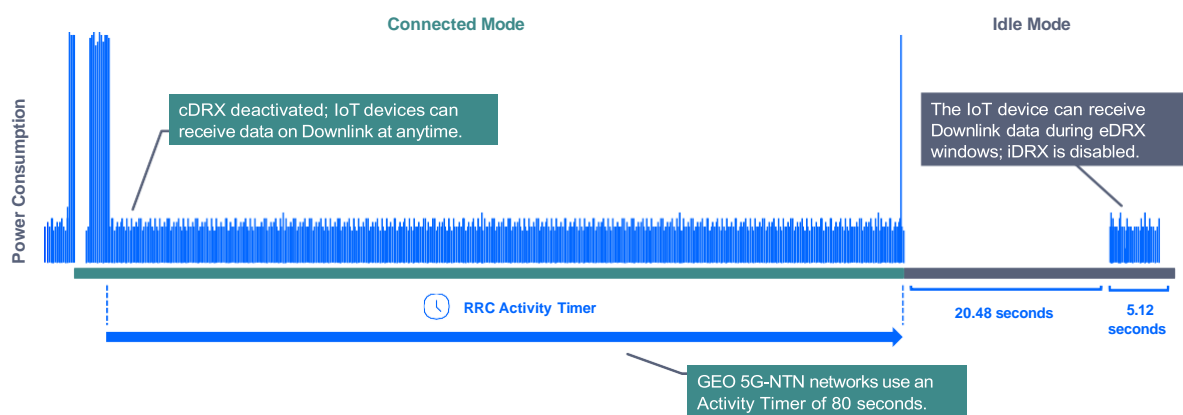 Connected Mode
Idle Mode
Power Consumption
cDRX deactivated; IoT devices can
receive data on Downlink at anytime.
The IoT device can receive
Downlink data during eDRX
windows; iDRX is disabled.
RRC Activity Timer
20.48 seconds
5.12
seconds
GEO 5G-NTN networks use an
Activity Timer of 80 seconds.